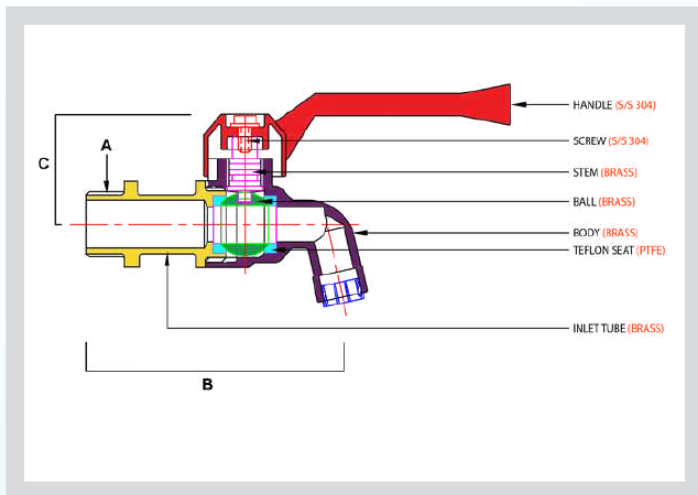 HANDLE (S/S 304)
A
SCREW (S/S 304)
C
STEM (BRASS)
BALL (BRASS)
BODY (BRASS)
TEFLON SEAT (PTFE)
INLET TUBE (BRASS)
B